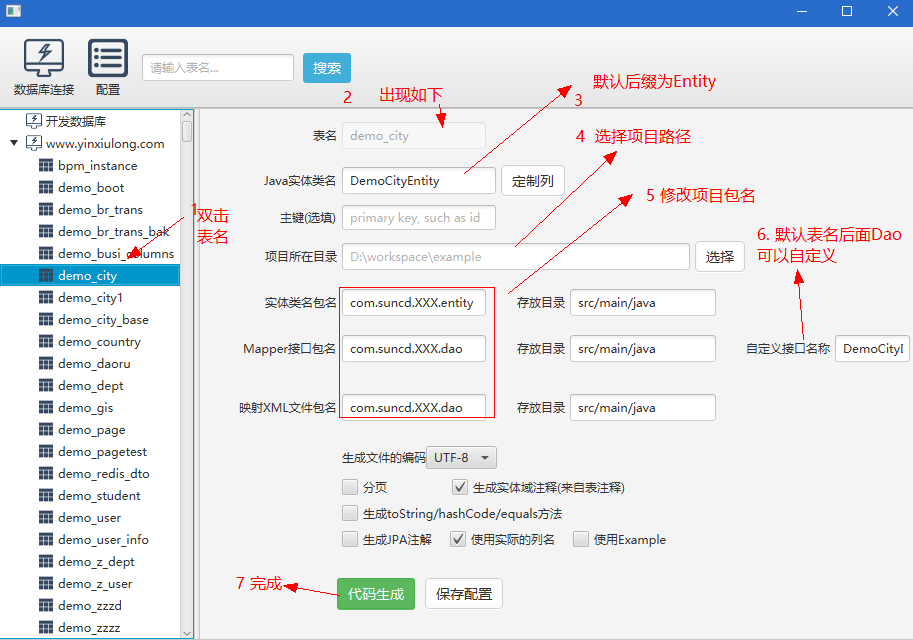 数据库连接
配置
请输入表名...
搜索
开发数据库
www.yinxiulong.com
bpm_instance
demo_boot
demo_br_trans
demo_br_trans_bak
demo_busi_columns
demo_city
demo_city1
demo_city_base
demo_country
demo_daoru
demo_dept
demo_gis
demo_page
demo_pagetest
demo_redis_dto
demo_student
demo_user
demo_user_info
demo_z_dept
demo_z_user
demo_zzzd
demo_zzzz
1 双击
表名
2 出现如下
3
默认后缀为Entity
4 选择项目路径
5 修改项目包名
6. 默认表名后面Dao
可以自定义
表名 demo_city
Java实体类名 DemoCityEntity 定制列
主键(选填) primary key, such as id
项目所在目录 D:\workspace\example 选择
实体类名包名 com.suncd.XXX.entity 存放目录 src/main/java
Mapper接口包名 com.suncd.XXX.dao 存放目录 src/main/java 自定义接口名称 DemoCityI
映射XML文件包名 com.suncd.XXX.dao 存放目录 src/main/java
生成文件的编码 UTF-8
分页 生成实体域注释(来自表注释)
生成toString/hashCode/equals方法
生成JPA注解 使用实际的列名 使用Example
7 完成
代码生成 保存配置